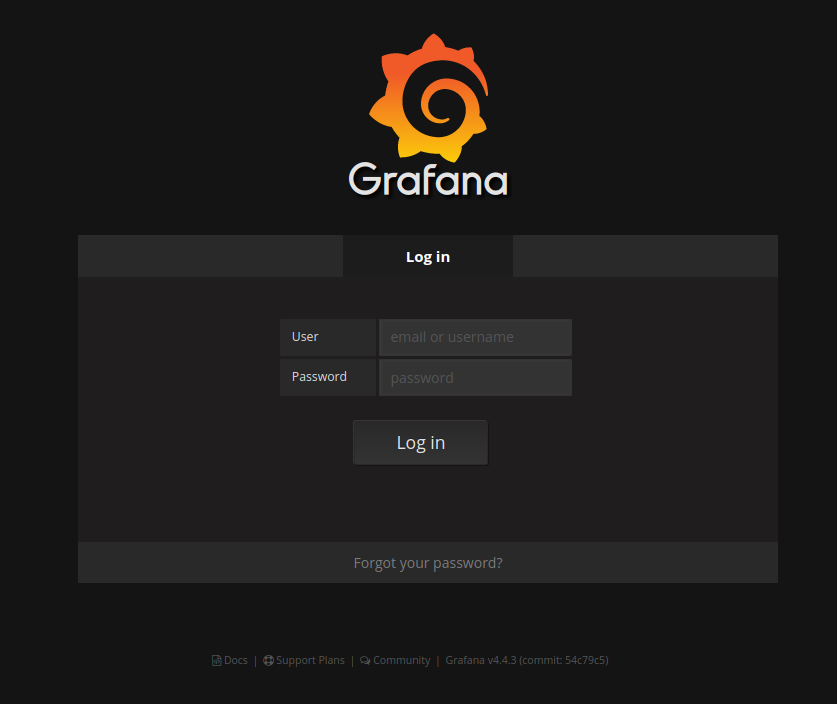 Grafana
Log in
User email or username
Password password
Log in
Forgot your password?
Docs | Support Plans | Community | Grafana v4.4.3 (commit: 54c79c5)